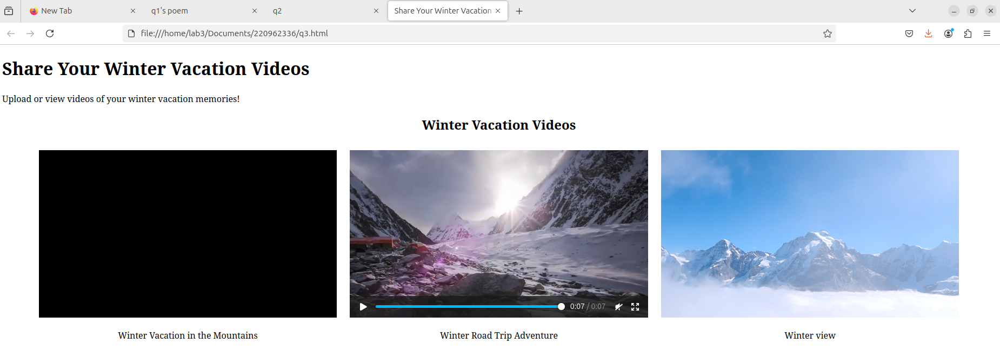 New Tab
q1's poem
q2
Share Your Winter Vacation
file:///home/lab3/Documents/220962336/q3.html
Share Your Winter Vacation Videos
Upload or view videos of your winter vacation memories!
Winter Vacation Videos
0:07 / 0:07
Winter Vacation in the Mountains
Winter Road Trip Adventure
Winter view